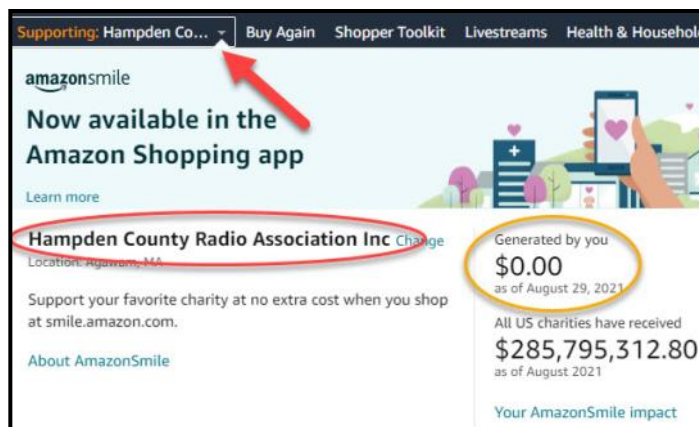 Supporting: Hampden Co... Buy Again Shopper Toolkit Livestreams Health & Househol
amazonsmile
Now available in the
Amazon Shopping app
Learn more
Hampden County Radio Association Inc Change
Location: Agawam, MA
Support your favorite charity at no extra cost when you shop
at smile.amazon.com.
About AmazonSmile
Generated by you
$0.00
as of August 29, 2021
All US charities have received
$285,795,312.80
as of August 2021
Your AmazonSmile impact